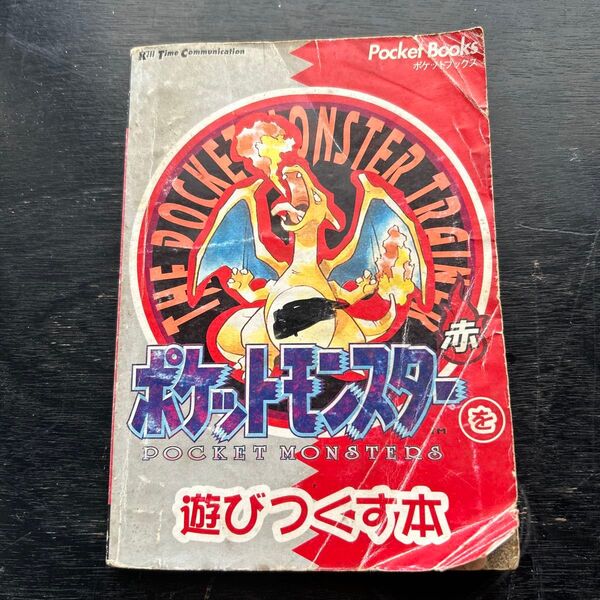 Kill Time Communication
Pocket Books
ポケットブックス
THE POCKET MONSTER TRAINER
赤
ポケットモンスター
を
TM
POCKET MONSTERS
遊びつくす本